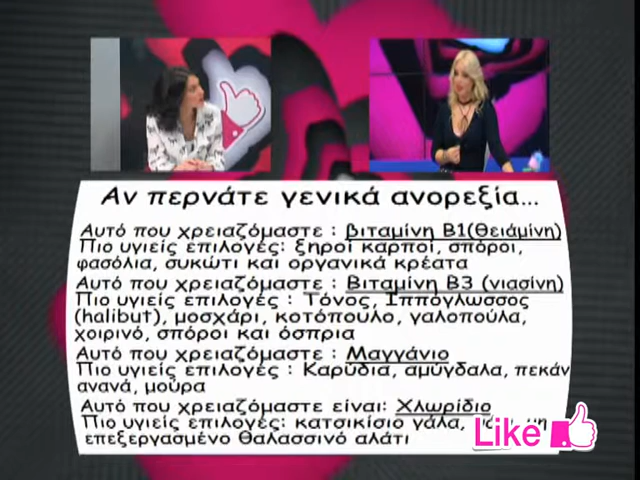 Αν περνάτε γενικά ανορεξία...
Αυτό που χρειαζόμαστε : βιταμίνη Β1(θειάμίνη)
Πιο υγιείς επιλογές: ξηροί καρποί, σπόροι,
φασόλια, συκώτι και οργανικά κρέατα
Αυτό που χρειαζόμαστε : Βιταμίνη Β3 (νιασίνη)
Πιο υγιείς επιλογές : Τόνος, Ιππόγλωσσος
(halibut), μοσχάρι, κοτόπουλο, γαλοπούλα,
χοιρινό, σπόροι και όσπρια
Αυτό που χρειαζόμαστε : Μαγγάνιο
Πιο υγιείς επιλογές : Καρύδια, αμύγδαλα, πεκάν
ανανά, μούρα
Αυτό που χρειαζόμαστε είναι: Χλωρίδιο
Πιο υγιείς επιλογές: κατσικίσιο γάλα, μη
επεξεργασμένο θαλασσινό αλάτι
Like